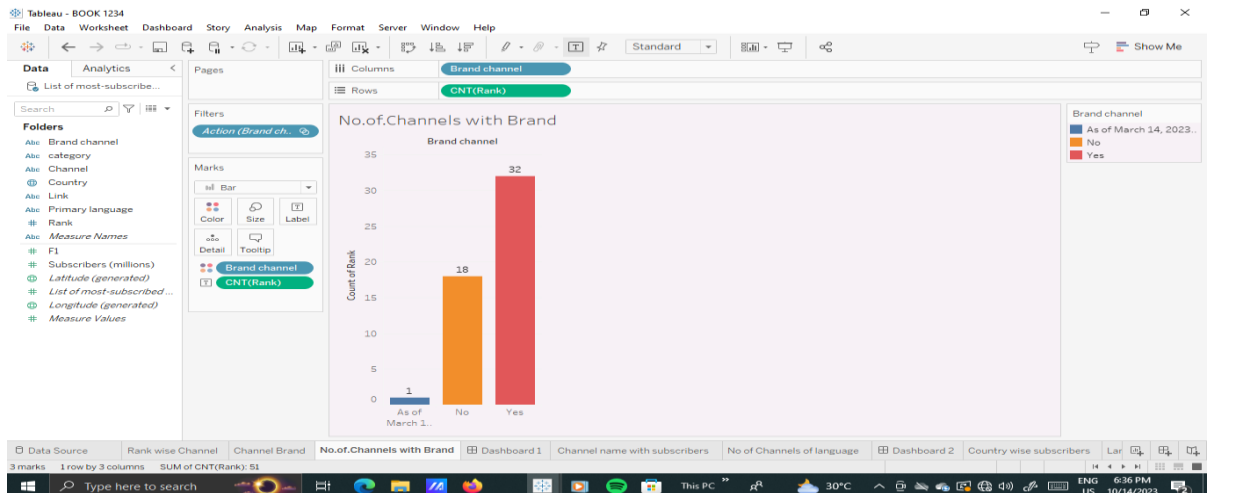 Tableau - BOOK 1234
File Data Worksheet Dashboard Story Analysis Map Format Server Window Help
Standard
Show Me
Data Analytics
List of most-subscribe...
Search
Folders
Abc Brand channel
Abc category
Abc Channel
Country
Abc Link
Abc Primary language
# Rank
Abc Measure Names
# F1
# Subscribers (millions)
Latitude (generated)
# List of most-subscribed ...
Longitude (generated)
# Measure Values
Pages
Filters
Action (Brand ch..
Marks
Bar
Color Size Label
Detail Tooltip
Brand channel
CNT(Rank)
Columns Brand channel
Rows CNT(Rank)
No.of.Channels with Brand
Brand channel
Count of Rank
35
30
25
20
15
10
5
0
1
18
32
As of March 1..
No
Yes
Brand channel
As of March 14, 2023..
No
Yes
Data Source Rank wise Channel Channel Brand No.of.Channels with Brand Dashboard 1 Channel name with subscribers No of Channels of language Dashboard 2 Country wise subscribers Lar
3 marks 1 row by 3 columns SUM of CNT(Rank): 51
Type here to search
This PC
30°C
ENG
US
6:36 PM
10/14/2023